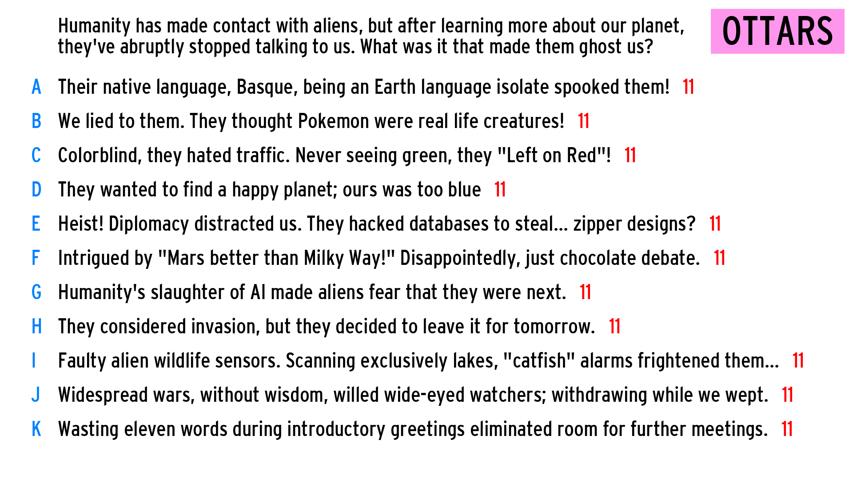 Humanity has made contact with aliens, but after learning more about our planet,
they've abruptly stopped talking to us. What was it that made them ghost us?
OTTARS
A Their native language, Basque, being an Earth language isolate spooked them! 11
B We lied to them. They thought Pokemon were real life creatures! 11
C Colorblind, they hated traffic. Never seeing green, they "Left on Red"! 11
D They wanted to find a happy planet; ours was too blue 11
E Heist! Diplomacy distracted us. They hacked databases to steal... zipper designs? 11
F Intrigued by "Mars better than Milky Way!" Disappointedly, just chocolate debate. 11
G Humanity's slaughter of AI made aliens fear that they were next. 11
H They considered invasion, but they decided to leave it for tomorrow. 11
I Faulty alien wildlife sensors. Scanning exclusively lakes, "catfish" alarms frightened them... 11
J Widespread wars, without wisdom, willed wide-eyed watchers; withdrawing while we wept. 11
K Wasting eleven words during introductory greetings eliminated room for further meetings. 11